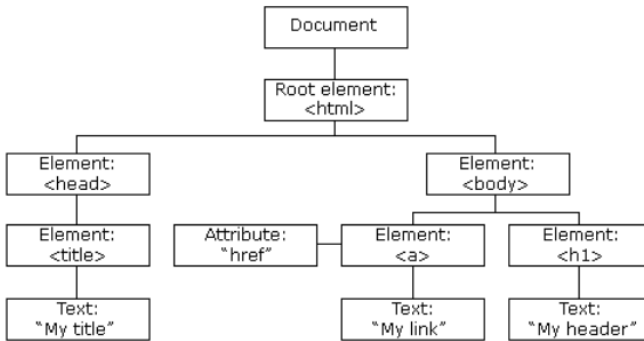 Document
Root element:
<html>
Element:
<head>
Element:
<body>
Element:
<title>
Attribute:
“href”
Element:
<a>
Element:
<h1>
Text:
“My title”
Text:
“My link”
Text:
“My header”